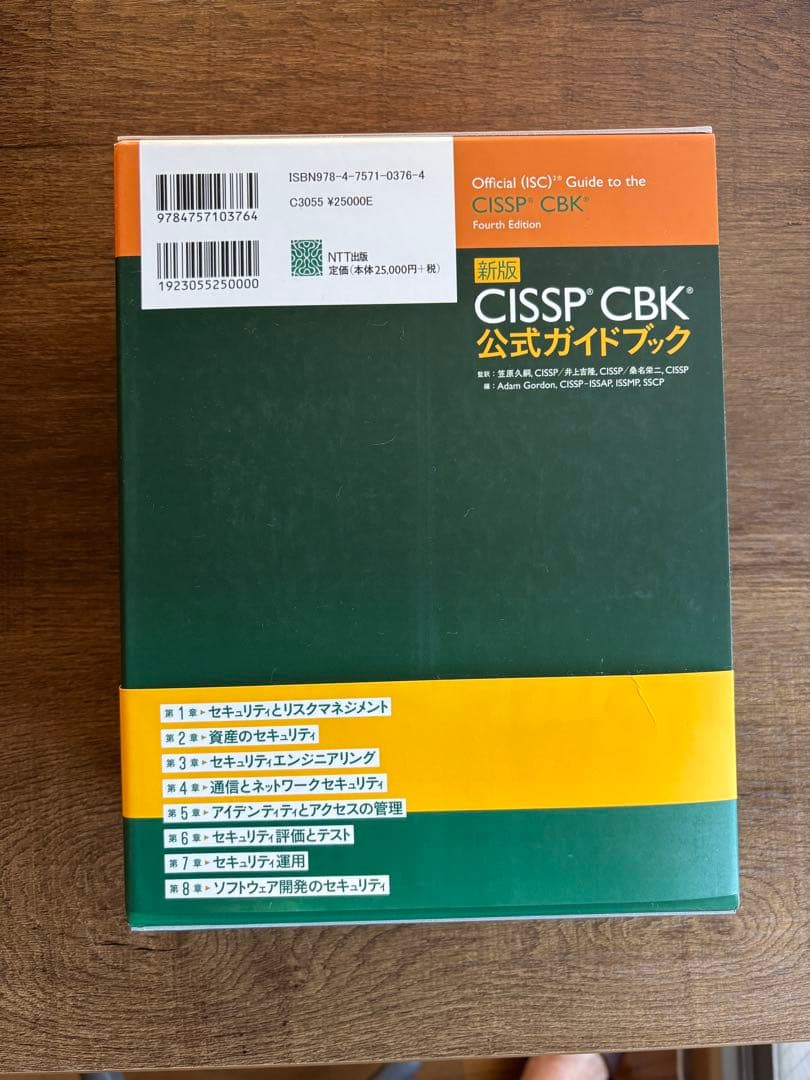 ISBN978-4-7571-0376-4
C3055 ¥25000E
9784757103764
1923055250000
NTT出版
定価(本体25,000円+税)
Official (ISC)²® Guide to the
CISSP® CBK®
Fourth Edition
新版
CISSP® CBK®
公式ガイドブック
監訳:笠原久嗣, CISSP/井上吉隆, CISSP/桑名栄二, CISSP
編:Adam Gordon, CISSP-ISSAP, ISSMP, SSCP
第1章▶セキュリティとリスクマネジメント
第2章▶資産のセキュリティ
第3章▶セキュリティエンジニアリング
第4章▶通信とネットワークセキュリティ
第5章▶アイデンティティとアクセスの管理
第6章▶セキュリティ評価とテスト
第7章▶セキュリティ運用
第8章▶ソフトウェア開発のセキュリティ